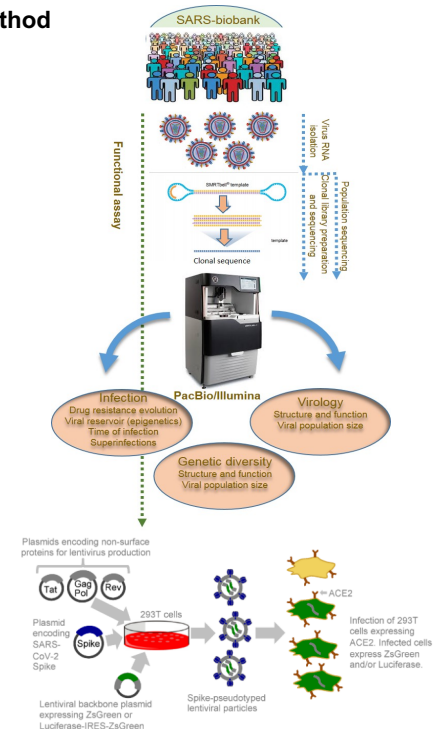 thod
SARS-biobank
Functional assay
Virus RNA
isolation
Population sequencing
Clonal library preparation
and sequencing
SMRTbell® template
template
Clonal sequence
PacBio/Illumina
Infection
Drug resistance evolution
Viral reservoir (epigenetics)
Time of infection
Superinfections
Virology
Structure and function
Viral population size
Genetic diversity
Structure and function
Viral population size
Plasmids encoding non-surface
proteins for lentivirus production
Tat
Gag
Pol
Rev
293T cells
Plasmid
encoding
SARS-
CoV-2
Spike
Spike
Lentiviral backbone plasmid
expressing ZsGreen or
Luciferase-IRES-ZsGreen
Spike-pseudotyped
lentiviral particles
ACE2
Infection of 293T
cells expressing
ACE2. Infected cells
express ZsGreen
and/or Luciferase.